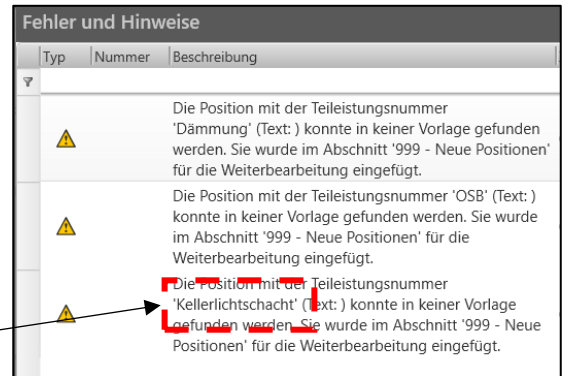 Fehler und Hinweise
Typ Nummer Beschreibung
Die Position mit der Teileistungsnummer
'Dämmung' (Text: ) konnte in keiner Vorlage gefunden
werden. Sie wurde im Abschnitt '999 - Neue Positionen'
für die Weiterbearbeitung eingefügt.
Die Position mit der Teileistungsnummer 'OSB' (Text: )
konnte in keiner Vorlage gefunden werden. Sie wurde
im Abschnitt '999 - Neue Positionen' für die
Weiterbearbeitung eingefügt.
Die Position mit der Teileistungsnummer
'Kellerlichtschacht' (Text: ) konnte in keiner Vorlage
gefunden werden. Sie wurde im Abschnitt '999 - Neue
Positionen' für die Weiterbearbeitung eingefügt.